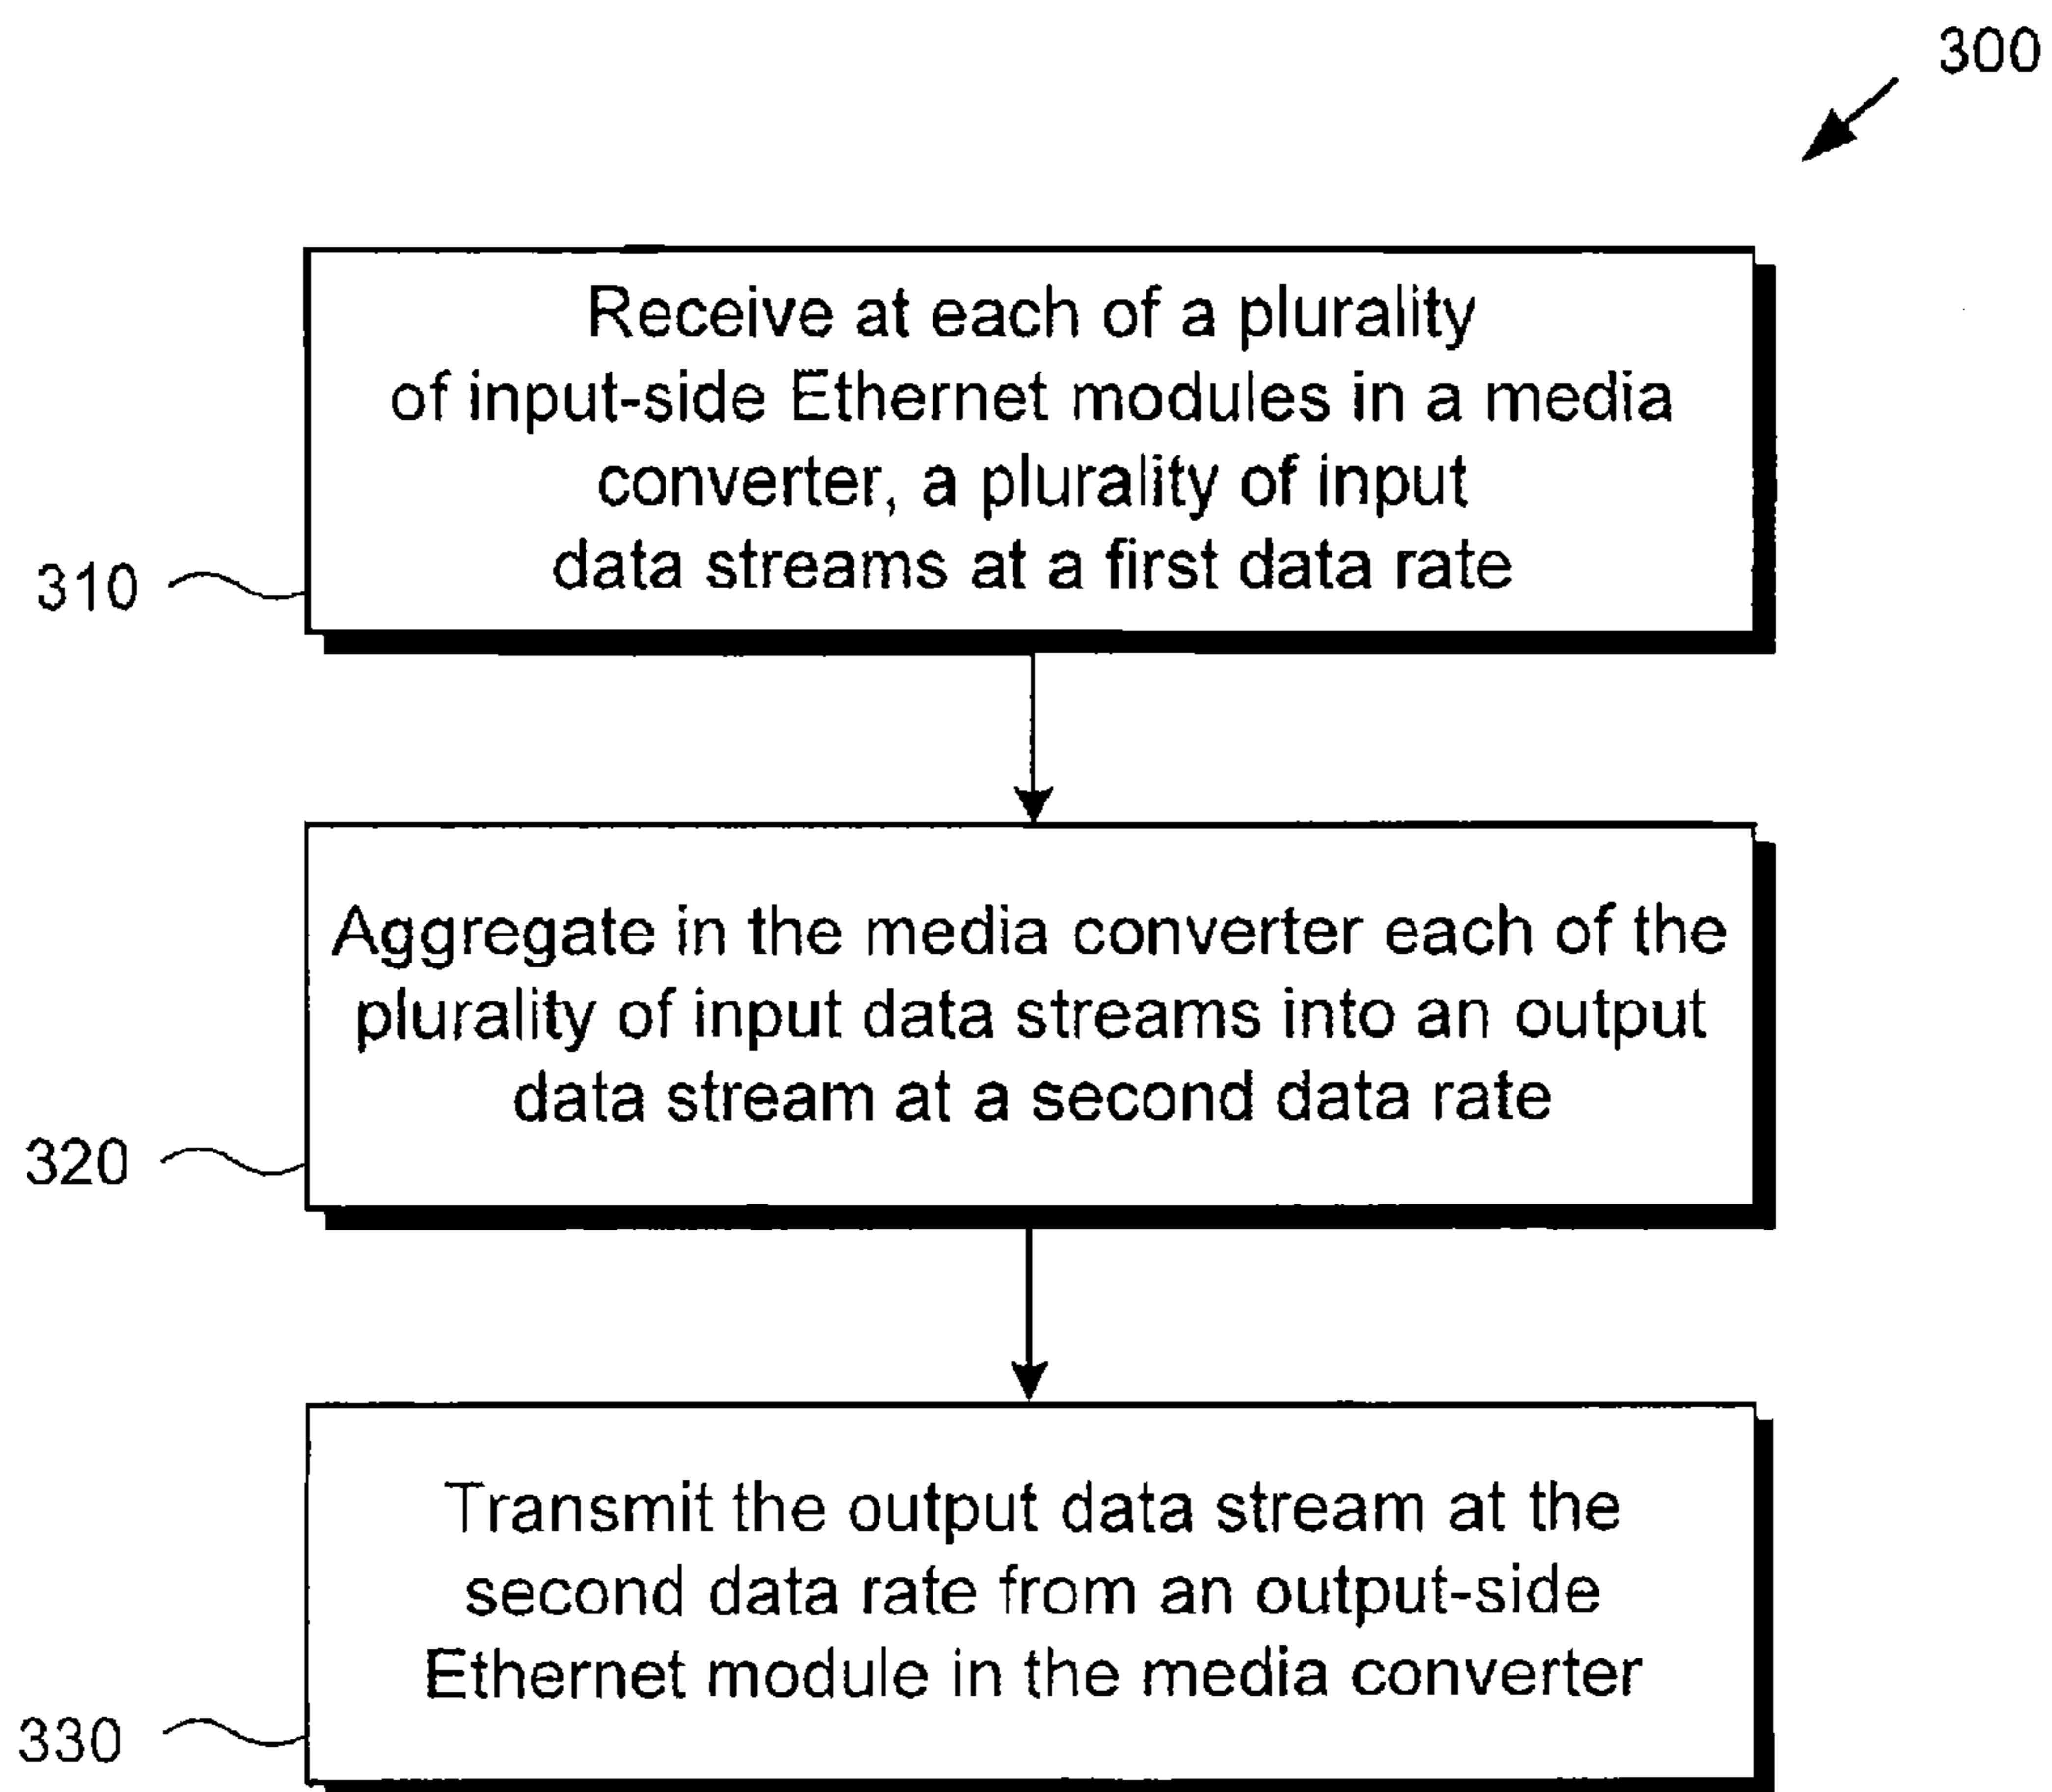 300
Receive at each of a plurality
of input-side Ethernet modules in a media
converter, a plurality of input
data streams at a first data rate
310
Aggregate in the media converter each of the
plurality of input data streams into an output
data stream at a second data rate
320
Transmit the output data stream at the
second data rate from an output-side
Ethernet module in the media converter
330